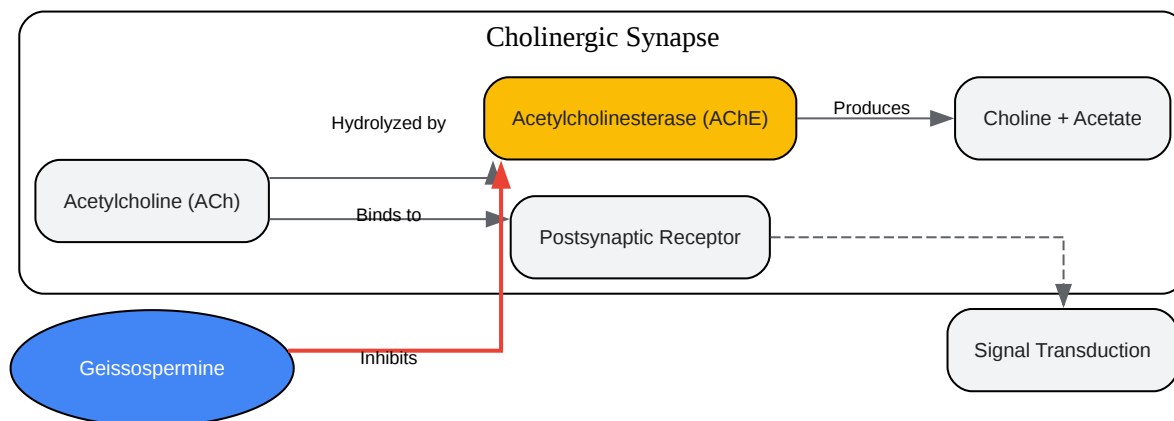 Cholinergic Synapse
Acetylcholinesterase (AChE)
Produces
Choline + Acetate
Hydrolyzed by
Acetylcholine (ACh)
Binds to
Postsynaptic Receptor
Geissospermine
Inhibits
Signal Transduction